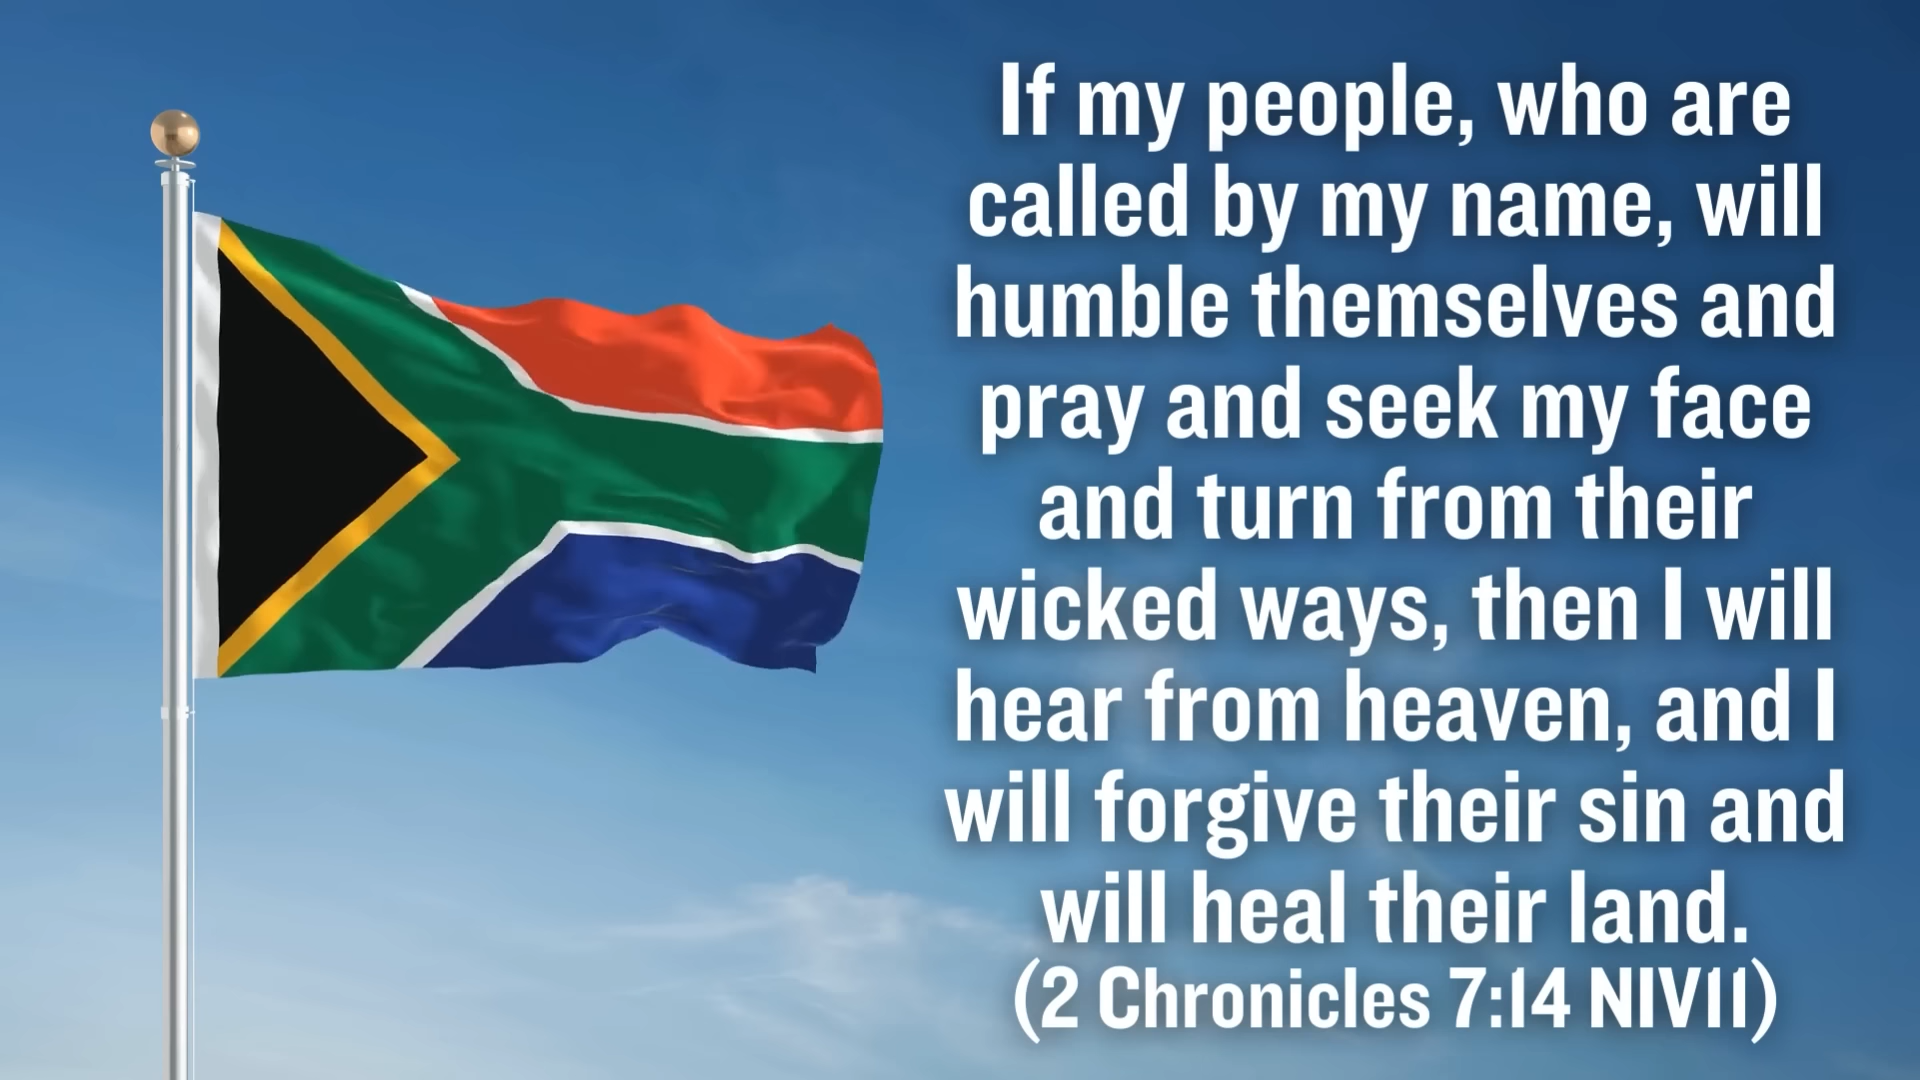 If my people, who are
called by my name, will
humble themselves and
pray and seek my face
and turn from their
wicked ways, then I will
hear from heaven, and I
will forgive their sin and
will heal their land.
(2 Chronicles 7:14 NIV11)